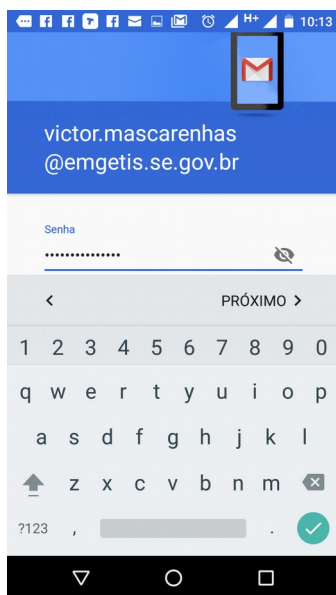 H+ 10:13
victor.mascarenhas
@emgetis.se.gov.br
Senha
•••••••••••••••
PRÓXIMO
1 2 3 4 5 6 7 8 9 0
q w e r t y u i o p
a s d f g h j k l
z x c v b n m
?123 , .